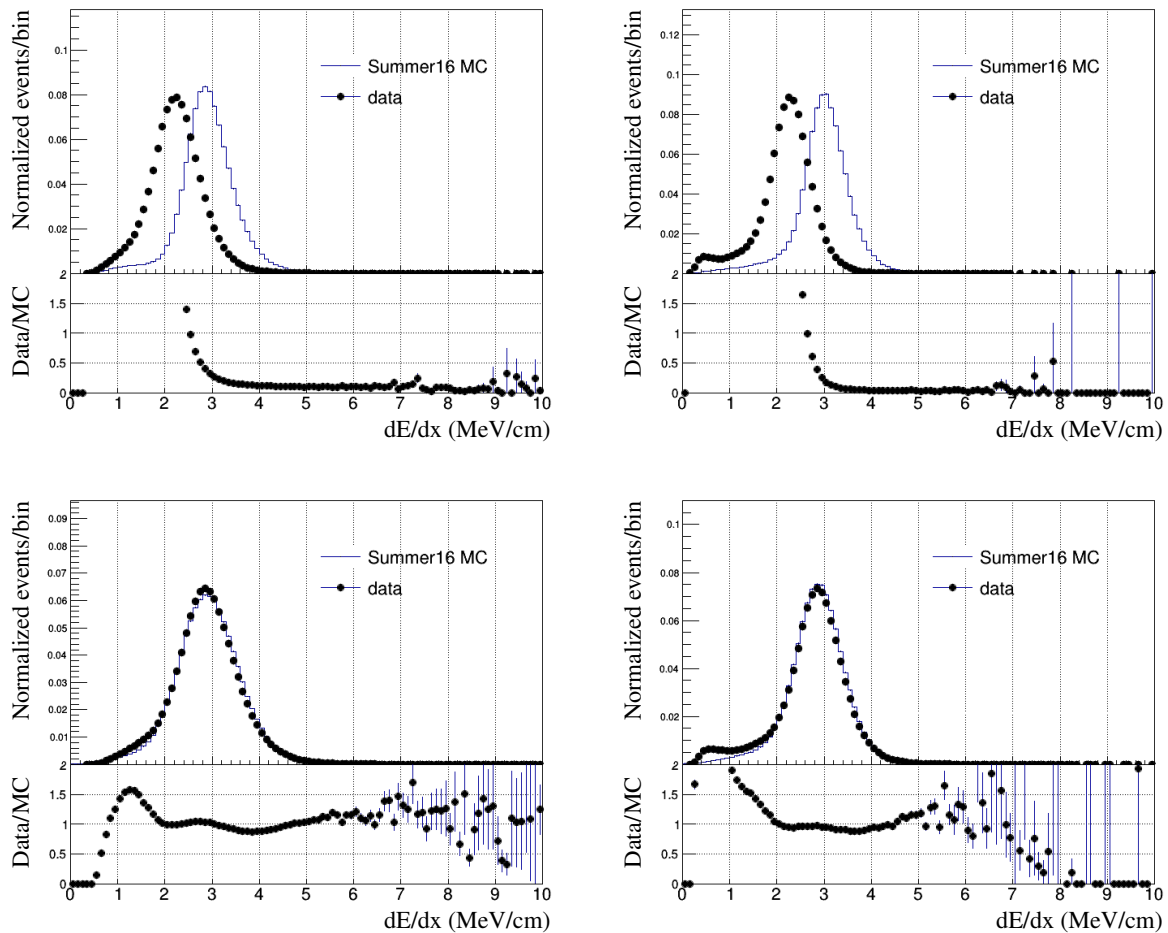 Normalized events/bin
0.1
0.08
0.06
0.04
0.02
Summer16 MC
data
Data/MC
2
1.5
1
0.5
0
0 1 2 3 4 5 6 7 8 9 10
dE/dx (MeV/cm)
Normalized events/bin
0.12
0.1
0.08
0.06
0.04
0.02
Summer16 MC
data
Data/MC
2
1.5
1
0.5
0
0 1 2 3 4 5 6 7 8 9 10
dE/dx (MeV/cm)
Normalized events/bin
0.09
0.08
0.07
0.06
0.05
0.04
0.03
0.02
0.01
Summer16 MC
data
Data/MC
2
1.5
1
0.5
0
0 1 2 3 4 5 6 7 8 9 10
dE/dx (MeV/cm)
Normalized events/bin
0.1
0.08
0.06
0.04
0.02
Summer16 MC
data
Data/MC
2
1.5
1
0.5
0
0 1 2 3 4 5 6 7 8 9 10
dE/dx (MeV/cm)